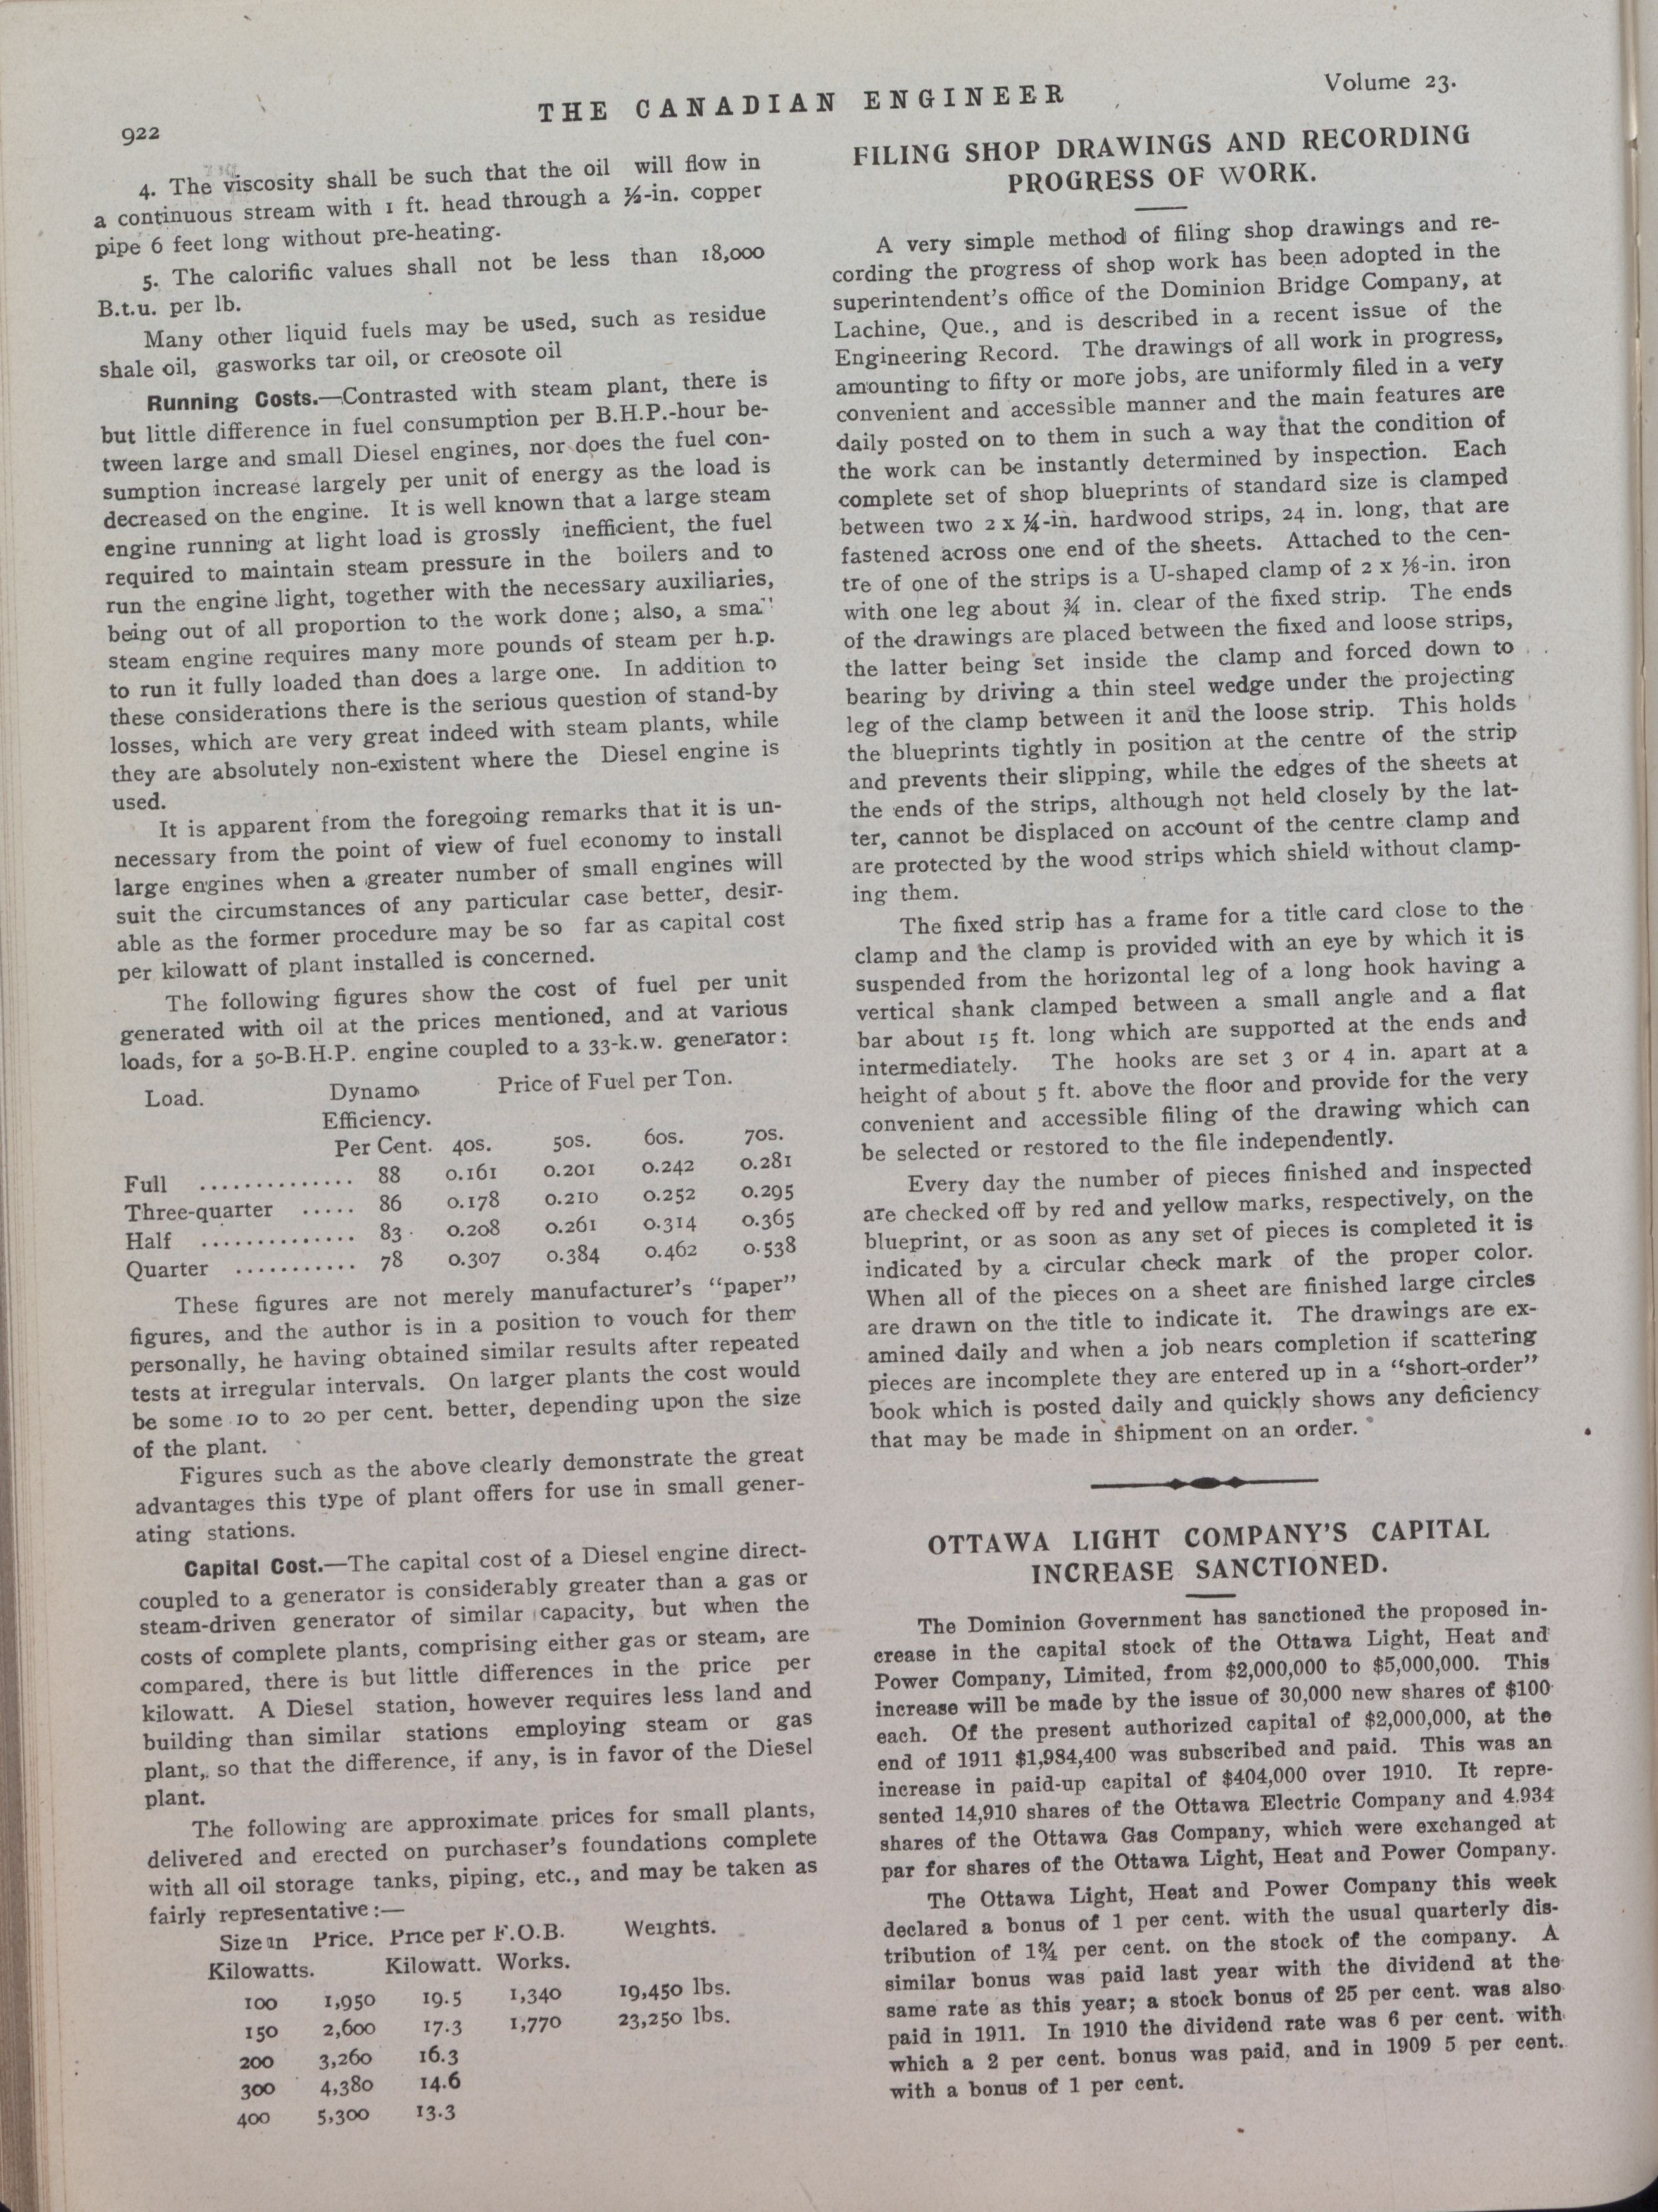 922
THE CANADIAN ENGINEER
Volume 23.
4. The viscosity shall be such that the oil will flow in
a continuous stream with 1 ft. head through a ½-in. copper
pipe 6 feet long without pre-heating.
5. The calorific values shall not be less than 18,000
B.t.u. per lb.
Many other liquid fuels may be used, such as residue
shale oil, gasworks tar oil, or creosote oil
Running Costs.—Contrasted with steam plant, there is
but little difference in fuel consumption per B.H.P.-hour be-
tween large and small Diesel engines, nor does the fuel con-
sumption increase largely per unit of energy as the load is
decreased on the engine. It is well known that a large steam
engine running at light load is grossly inefficient, the fuel
required to maintain steam pressure in the boilers and to
run the engine light, together with the necessary auxiliaries,
being out of all proportion to the work done; also, a small
steam engine requires many more pounds of steam per h.p.
to run it fully loaded than does a large one. In addition to
these considerations there is the serious question of stand-by
losses, which are very great indeed with steam plants, while
they are absolutely non-existent where the Diesel engine is
used.
It is apparent from the foregoing remarks that it is un-
necessary from the point of view of fuel economy to install
large engines when a greater number of small engines will
suit the circumstances of any particular case better, desir-
able as the former procedure may be so far as capital cost
per kilowatt of plant installed is concerned.
The following figures show the cost of fuel per unit
generated with oil at the prices mentioned, and at various
loads, for a 50-B.H.P. engine coupled to a 33-k.w. generator:
Load. Dynamo Price of Fuel per Ton.
Efficiency.
Per Cent. 40s. 50s. 60s. 70s.
Full .............. 88 0.161 0.201 0.242 0.281
Three-quarter ..... 86 0.178 0.210 0.252 0.295
Half .............. 83 0.208 0.261 0.314 0.365
Quarter ........... 78 0.307 0.384 0.462 0.538
These figures are not merely manufacturer's "paper"
figures, and the author is in a position to vouch for them
personally, he having obtained similar results after repeated
tests at irregular intervals. On larger plants the cost would
be some 10 to 20 per cent. better, depending upon the size
of the plant.
Figures such as the above clearly demonstrate the great
advantages this type of plant offers for use in small gener-
ating stations.
Capital Cost.—The capital cost of a Diesel engine direct-
coupled to a generator is considerably greater than a gas or
steam-driven generator of similar capacity, but when the
costs of complete plants, comprising either gas or steam, are
compared, there is but little differences in the price per
kilowatt. A Diesel station, however requires less land and
building than similar stations employing steam or gas
plant, so that the difference, if any, is in favor of the Diesel
plant.
The following are approximate prices for small plants,
delivered and erected on purchaser's foundations complete
with all oil storage tanks, piping, etc., and may be taken as
fairly representative:—
Size in Price. Price per F.O.B. Weights.
Kilowatts. Kilowatt. Works.
100 1,950 19.5 1,340 19,450 lbs.
150 2,600 17.3 1,770 23,250 lbs.
200 3,260 16.3
300 4,380 14.6
400 5,300 13.3
FILING SHOP DRAWINGS AND RECORDING
PROGRESS OF WORK.
A very simple method of filing shop drawings and re-
cording the progress of shop work has been adopted in the
superintendent's office of the Dominion Bridge Company, at
Lachine, Que., and is described in a recent issue of the
Engineering Record. The drawings of all work in progress,
amounting to fifty or more jobs, are uniformly filed in a very
convenient and accessible manner and the main features are
daily posted on to them in such a way that the condition of
the work can be instantly determined by inspection. Each
complete set of shop blueprints of standard size is clamped
between two 2 x ¼-in. hardwood strips, 24 in. long, that are
fastened across one end of the sheets. Attached to the cen-
tre of one of the strips is a U-shaped clamp of 2 x ⅛-in. iron
with one leg about ¾ in. clear of the fixed strip. The ends
of the drawings are placed between the fixed and loose strips,
the latter being set inside the clamp and forced down to
bearing by driving a thin steel wedge under the projecting
leg of the clamp between it and the loose strip. This holds
the blueprints tightly in position at the centre of the strip
and prevents their slipping, while the edges of the sheets at
the ends of the strips, although not held closely by the lat-
ter, cannot be displaced on account of the centre clamp and
are protected by the wood strips which shield without clamp-
ing them.
The fixed strip has a frame for a title card close to the
clamp and the clamp is provided with an eye by which it is
suspended from the horizontal leg of a long hook having a
vertical shank clamped between a small angle and a flat
bar about 15 ft. long which are supported at the ends and
intermediately. The hooks are set 3 or 4 in. apart at a
height of about 5 ft. above the floor and provide for the very
convenient and accessible filing of the drawing which can
be selected or restored to the file independently.
Every day the number of pieces finished and inspected
are checked off by red and yellow marks, respectively, on the
blueprint, or as soon as any set of pieces is completed it is
indicated by a circular check mark of the proper color.
When all of the pieces on a sheet are finished large circles
are drawn on the title to indicate it. The drawings are ex-
amined daily and when a job nears completion if scattering
pieces are incomplete they are entered up in a "short-order"
book which is posted daily and quickly shows any deficiency
that may be made in shipment on an order.
OTTAWA LIGHT COMPANY'S CAPITAL
INCREASE SANCTIONED.
The Dominion Government has sanctioned the proposed in-
crease in the capital stock of the Ottawa Light, Heat and
Power Company, Limited, from $2,000,000 to $5,000,000. This
increase will be made by the issue of 30,000 new shares of $100
each. Of the present authorized capital of $2,000,000, at the
end of 1911 $1,984,400 was subscribed and paid. This was an
increase in paid-up capital of $404,000 over 1910. It repre-
sented 14,910 shares of the Ottawa Electric Company and 4.934
shares of the Ottawa Gas Company, which were exchanged at
par for shares of the Ottawa Light, Heat and Power Company.
The Ottawa Light, Heat and Power Company this week
declared a bonus of 1 per cent. with the usual quarterly dis-
tribution of 1¾ per cent. on the stock of the company. A
similar bonus was paid last year with the dividend at the
same rate as this year; a stock bonus of 25 per cent. was also
paid in 1911. In 1910 the dividend rate was 6 per cent. with
which a 2 per cent. bonus was paid, and in 1909 5 per cent.
with a bonus of 1 per cent.